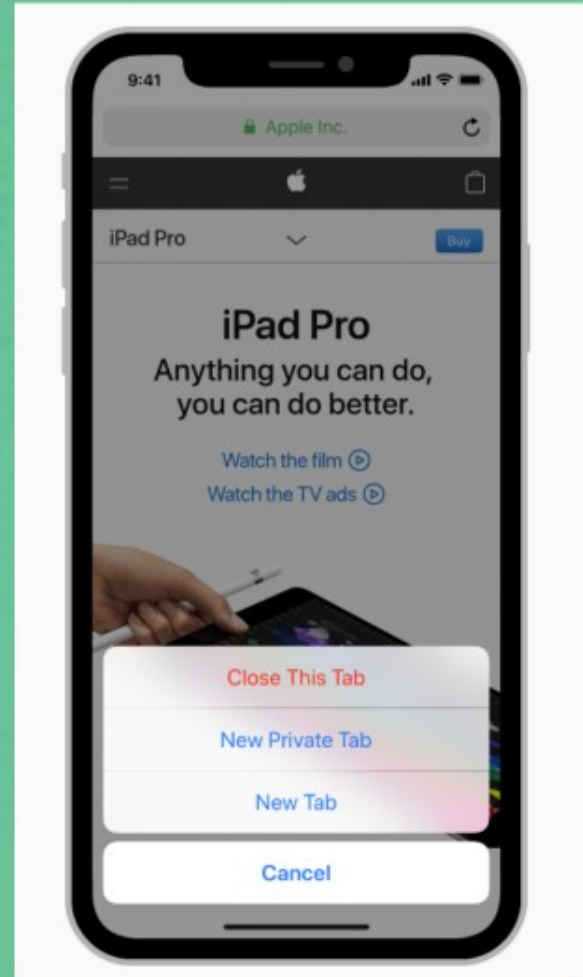 9:41
Apple Inc.
iPad Pro
Buy
iPad Pro
Anything you can do,
you can do better.
Watch the film
Watch the TV ads
Close This Tab
New Private Tab
New Tab
Cancel